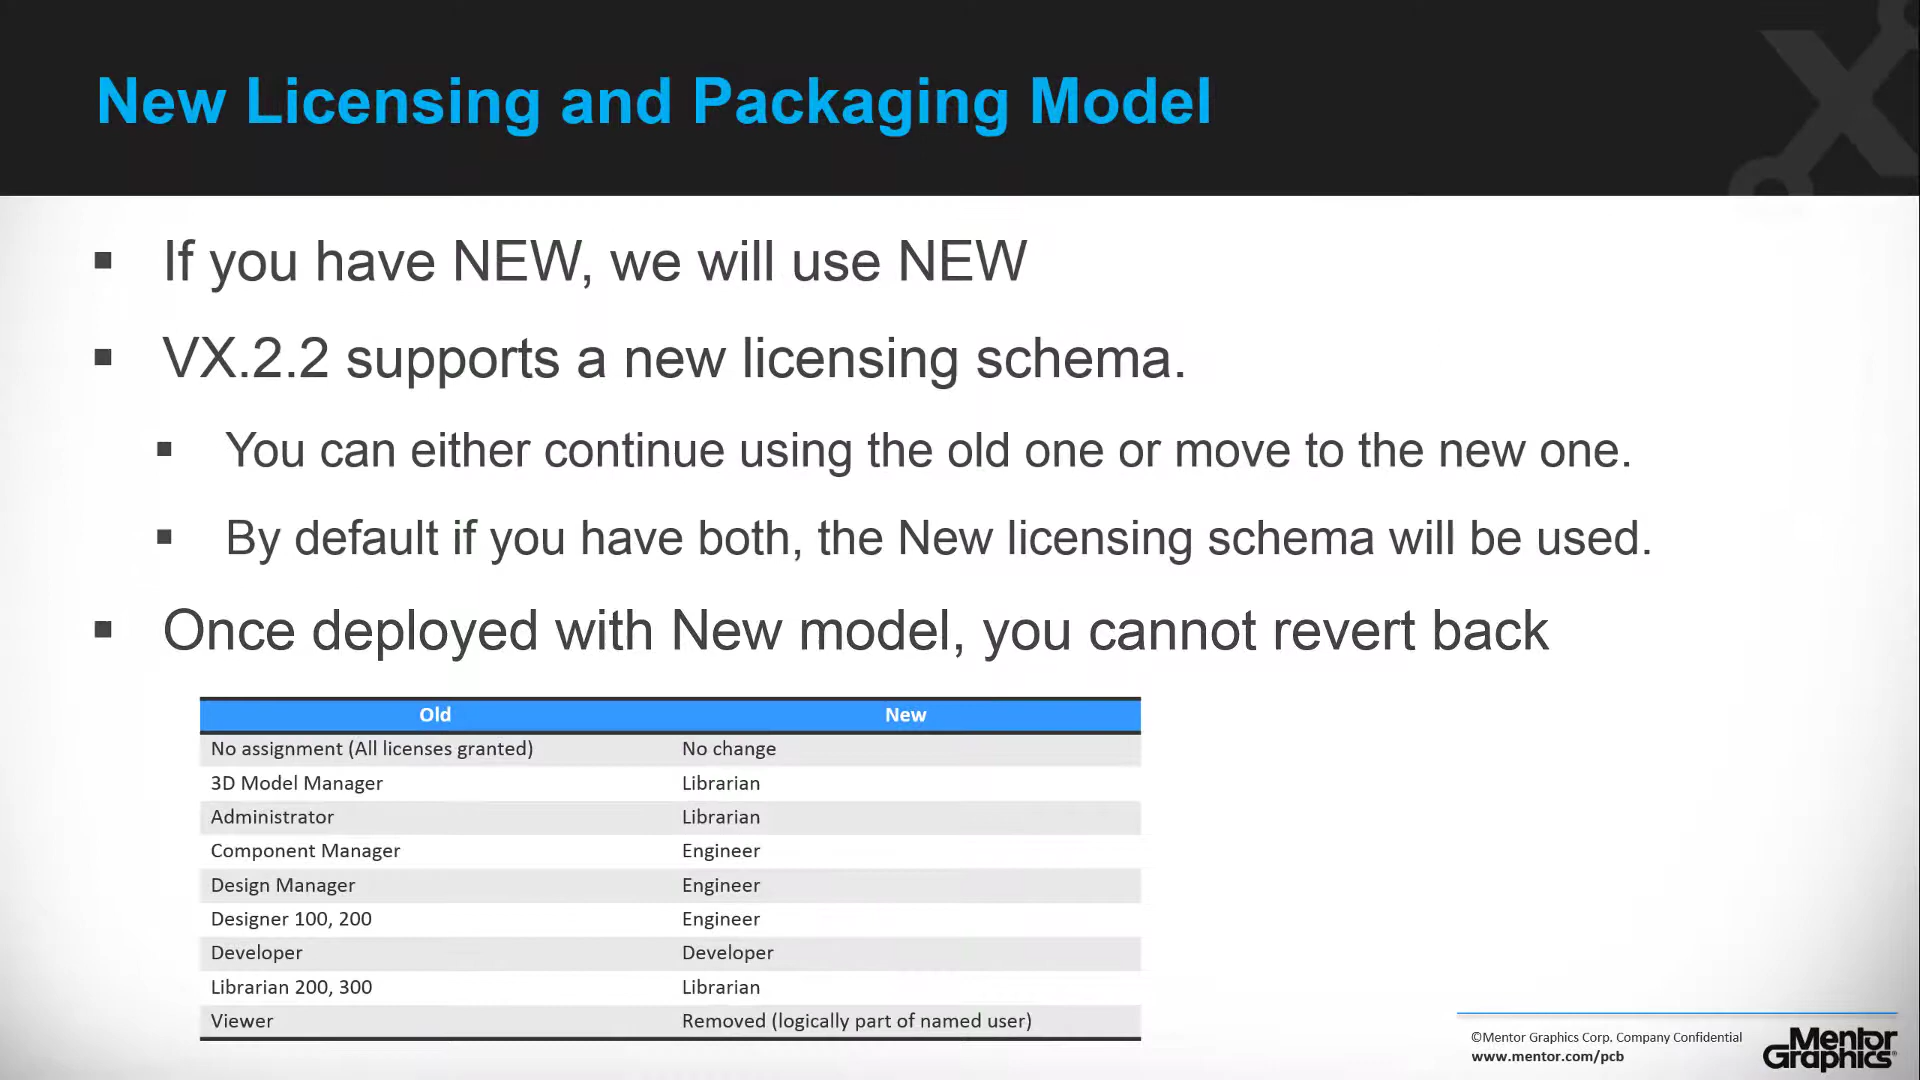 New Licensing and Packaging Model
▪ If you have NEW, we will use NEW
▪ VX.2.2 supports a new licensing schema.
▪ You can either continue using the old one or move to the new one.
▪ By default if you have both, the New licensing schema will be used.
▪ Once deployed with New model, you cannot revert back
Old New
No assignment (All licenses granted) No change
3D Model Manager Librarian
Administrator Librarian
Component Manager Engineer
Design Manager Engineer
Designer 100, 200 Engineer
Developer Developer
Librarian 200, 300 Librarian
Viewer Removed (logically part of named user)
©Mentor Graphics Corp. Company Confidential
www.mentor.com/pcb
Mentor
Graphics®